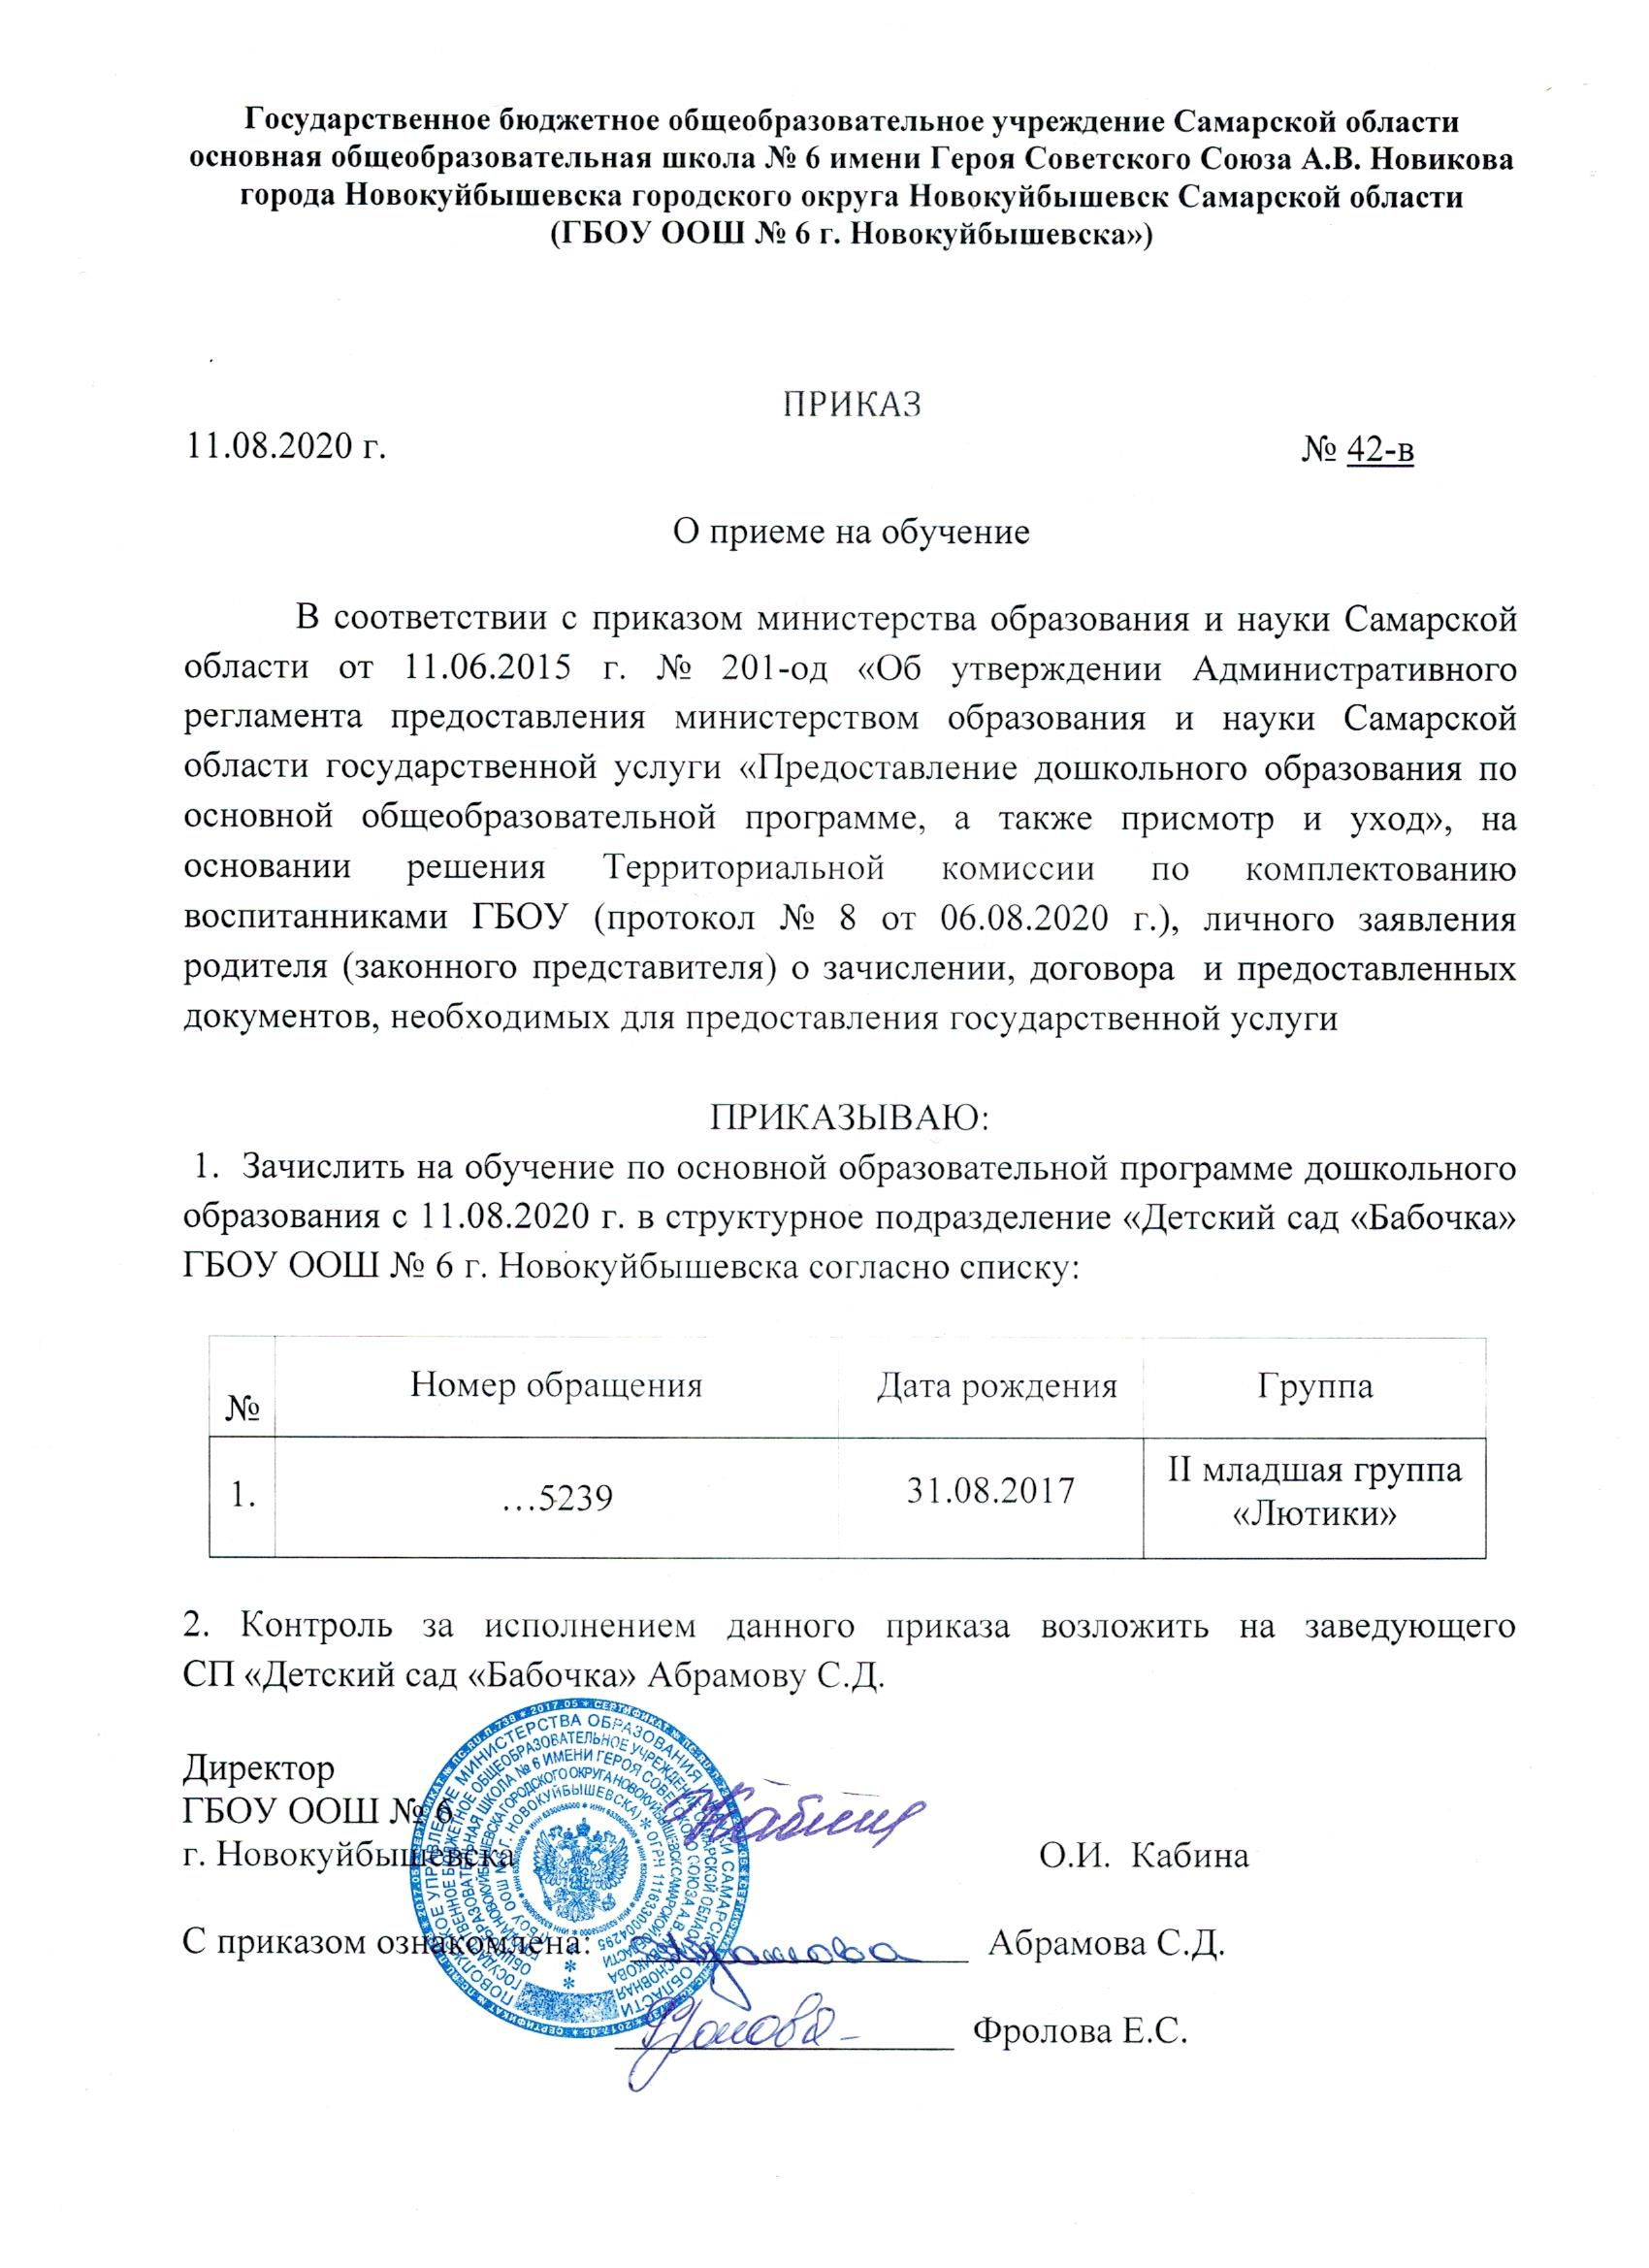 Государственное бюджетное общеобразовательное учреждение Самарской области
основная общеобразовательная школа № 6 имени Героя Советского Союза А.В. Новикова
города Новокуйбышевска городского округа Новокуйбышевск Самарской области
(ГБОУ ООШ № 6 г. Новокуйбышевска»)
ПРИКАЗ
11.08.2020 г. № 42-в
О приеме на обучение
В соответствии с приказом министерства образования и науки Самарской
области от 11.06.2015 г. № 201-од «Об утверждении Административного
регламента предоставления министерством образования и науки Самарской
области государственной услуги «Предоставление дошкольного образования по
основной общеобразовательной программе, а также присмотр и уход», на
основании решения Территориальной комиссии по комплектованию
воспитанниками ГБОУ (протокол № 8 от 06.08.2020 г.), личного заявления
родителя (законного представителя) о зачислении, договора и предоставленных
документов, необходимых для предоставления государственной услуги
ПРИКАЗЫВАЮ:
1. Зачислить на обучение по основной образовательной программе дошкольного
образования с 11.08.2020 г. в структурное подразделение «Детский сад «Бабочка»
ГБОУ ООШ № 6 г. Новокуйбышевска согласно списку:
№ Номер обращения Дата рождения Группа
1. ...5239 31.08.2017 II младшая группа
«Лютики»
2. Контроль за исполнением данного приказа возложить на заведующего
СП «Детский сад «Бабочка» Абрамову С.Д.
Директор
ГБОУ ООШ № 6
г. Новокуйбышевска О.И. Кабина
С приказом ознакомлена: Абрамова С.Д.
Фролова Е.С.